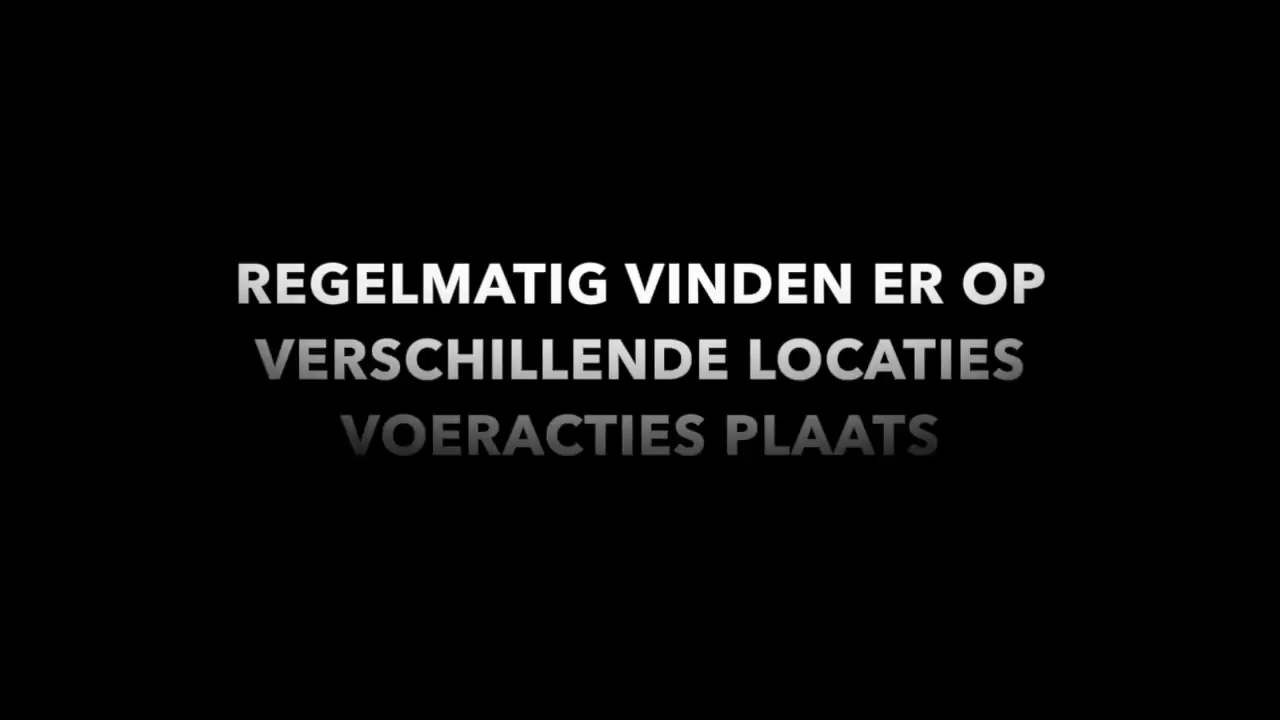 REGELMATIG VINDEN ER OP
VERSCHILLENDE LOCATIES
VOERACTIES PLAATS